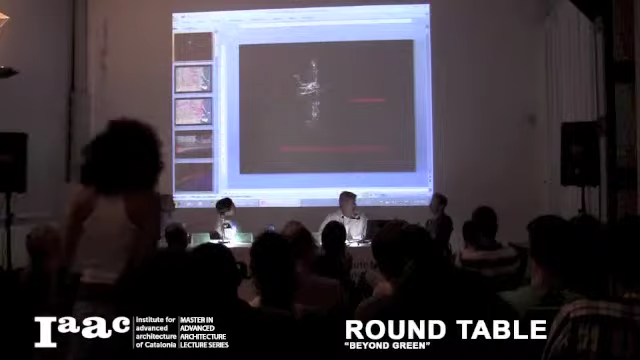 Iaac
institute for
advanced
architecture
of Catalonia
MASTER IN
ADVANCED
ARCHITECTURE
LECTURE SERIES
ROUND TABLE
"BEYOND GREEN"